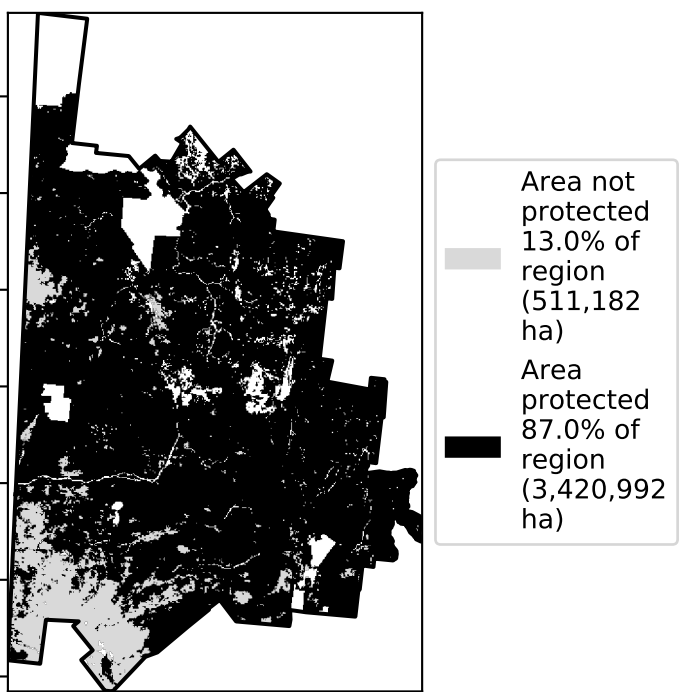 Area not
protected
13.0% of
region
(511,182
ha)
Area
protected
87.0% of
region
(3,420,992
ha)